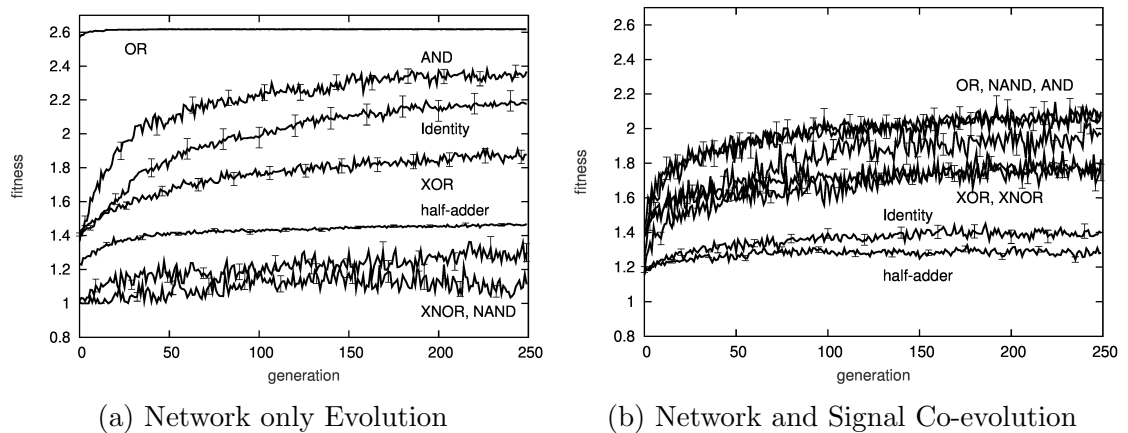 2.6
2.4
2.2
2
1.8
1.6
1.4
1.2
1
0.8
fitness
0
50
100
150
200
250
generation
OR
AND
Identity
XOR
half-adder
XNOR, NAND
(a) Network only Evolution
2.6
2.4
2.2
2
1.8
1.6
1.4
1.2
1
0.8
fitness
0
50
100
150
200
250
generation
OR, NAND, AND
XOR, XNOR
Identity
half-adder
(b) Network and Signal Co-evolution